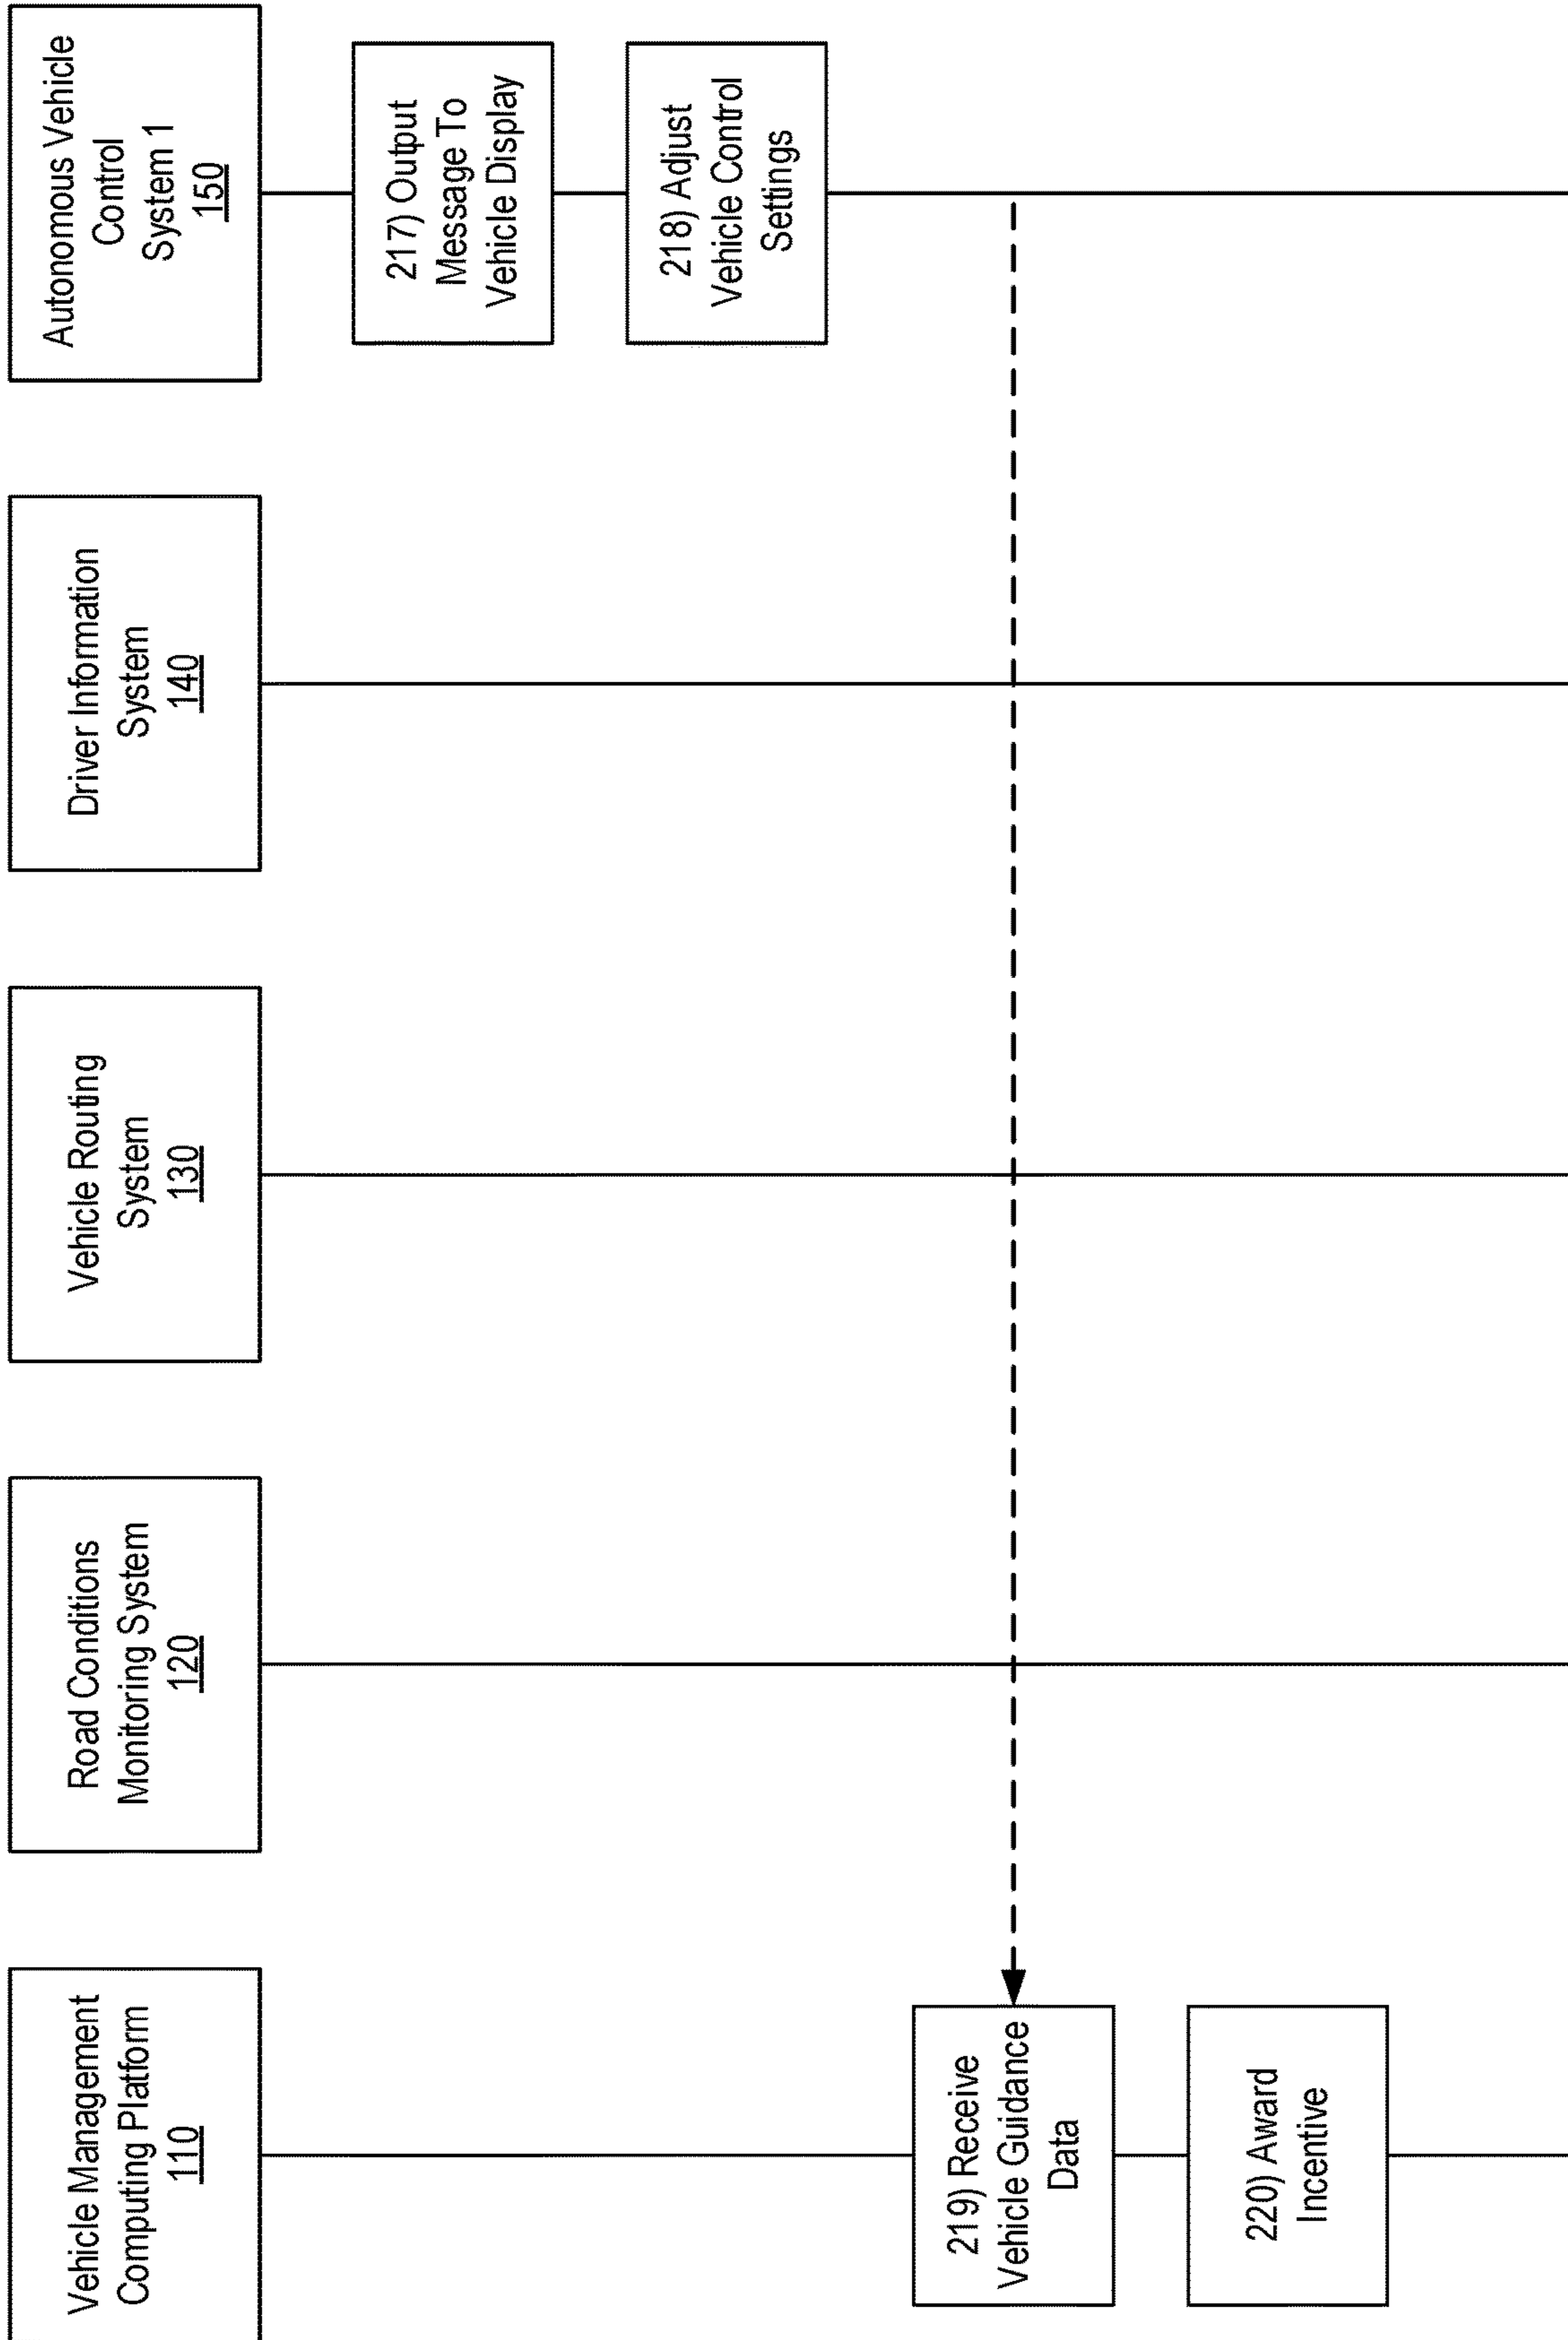 Vehicle Management
Computing Platform
110
Road Conditions
Monitoring System
120
Vehicle Routing
System
130
Driver Information
System
140
Autonomous Vehicle
Control
System 1
150
217) Output
Message To
Vehicle Display
218) Adjust
Vehicle Control
Settings
219) Receive
Vehicle Guidance
Data
220) Award
Incentive